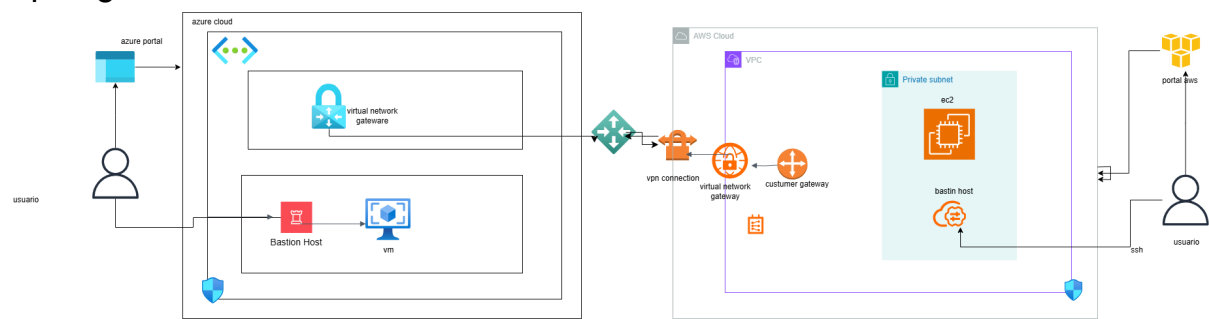 azure cloud
azure portal
virtual network
gateware
usuario
Bastion Host
vm
AWS Cloud
VPC
Private subnet
ec2
vpn connection
virtual network
gateway
custumer gateway
bastin host
ssh
portal aws
usuario